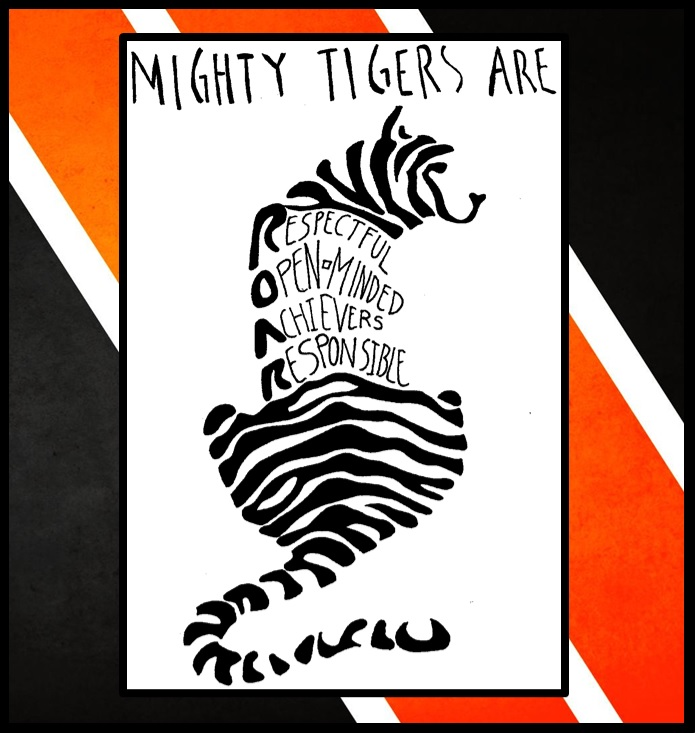 MIGHTY TIGERS ARE
RESPECTFUL
OPEN-MINDED
ACHIEVERS
RESPONSIBLE